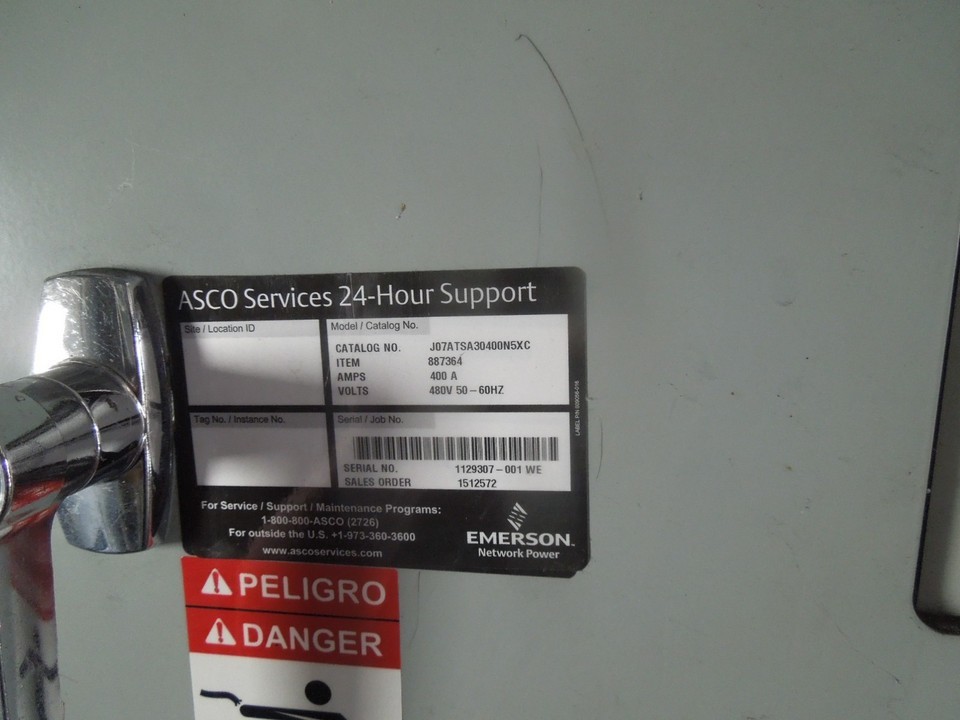 ASCO Services 24-Hour Support
Site / Location ID
Model / Catalog No.
CATALOG NO. J07ATSA30400N5XC
ITEM 887364
AMPS 400 A
VOLTS 480V 50-60HZ
Tag No. / Instance No.
Serial / Job No.
SERIAL NO. 1129307-001 WE
SALES ORDER 1512572
For Service / Support / Maintenance Programs:
1-800-800-ASCO (2726)
For outside the U.S. +1-973-360-3600
www.ascoservices.com
EMERSON
Network Power
PELIGRO
DANGER